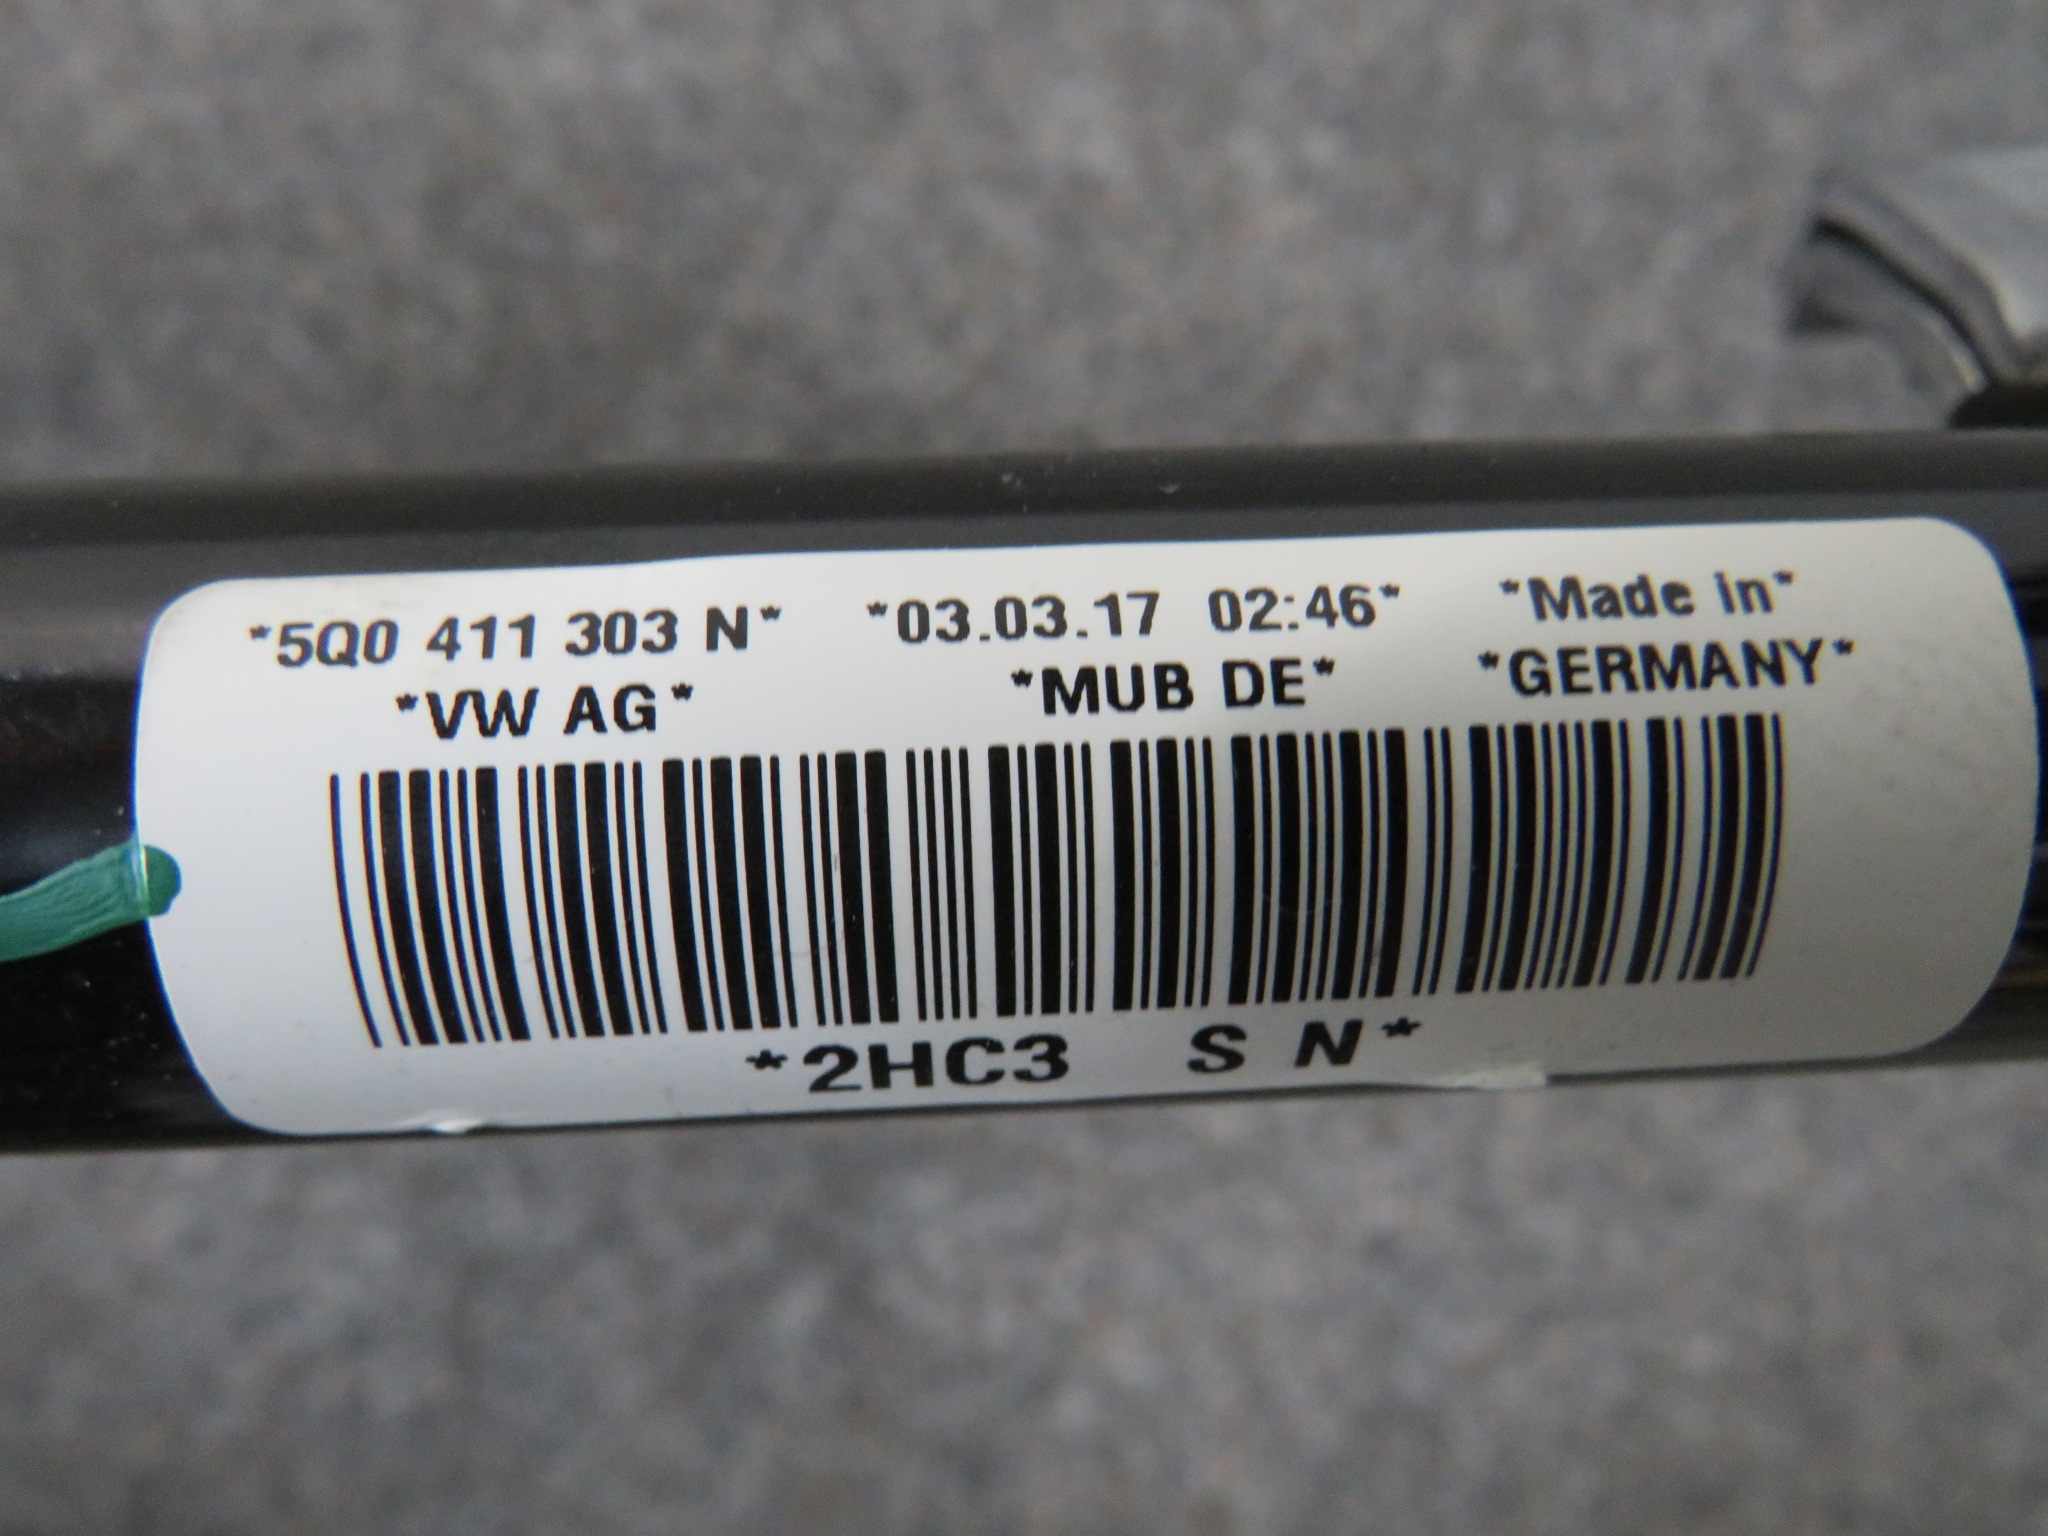 *5Q0 411 303 N* *03.03.17 02:46* *Made in*
*VW AG* *MUB DE* *GERMANY*
*2HC3 S N*